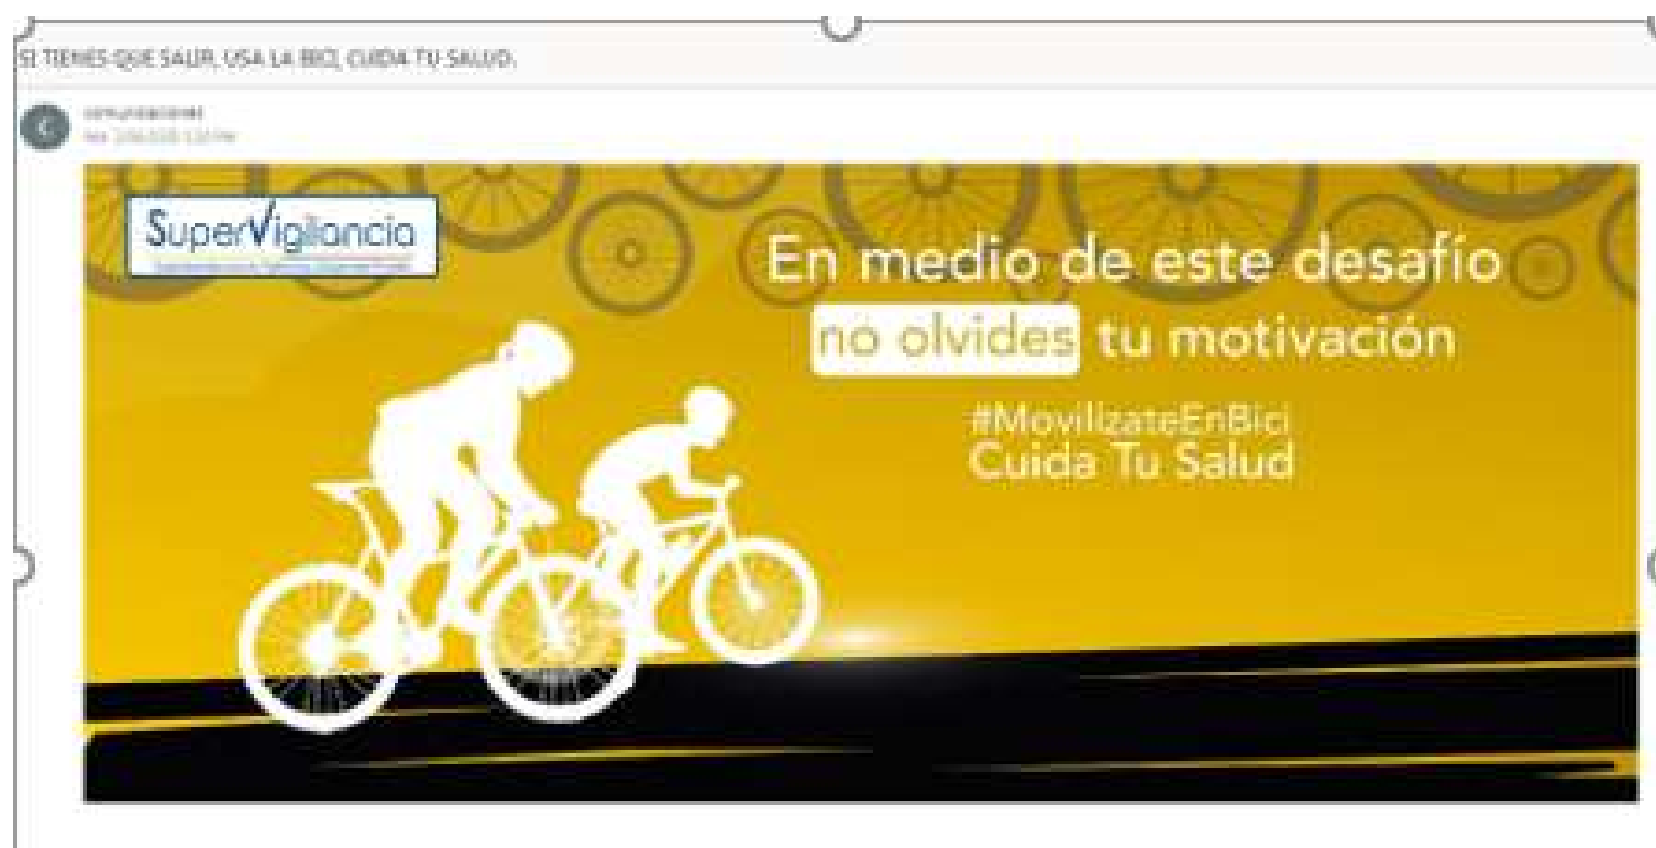 SI TIENES QUE SALIR, USA LA BICI, CUIDA TU SALUD.
C
comunicaciones
SuperVigilancia
En medio de este desafío
no olvides tu motivación
#MovilizateEnBici
Cuida Tu Salud